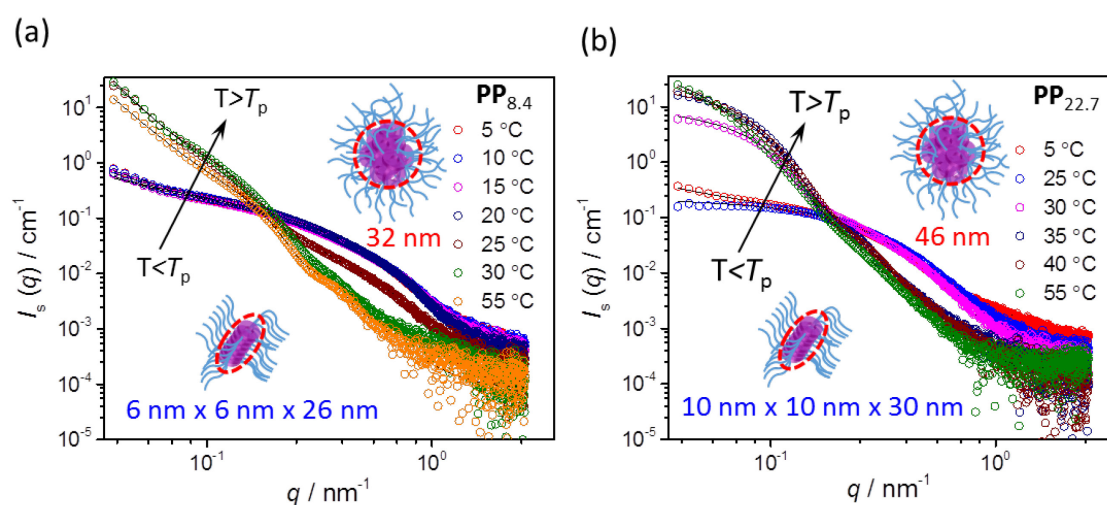 (a)
I_s (q) / cm⁻¹
10¹
10⁰
10⁻¹
10⁻²
10⁻³
10⁻⁴
10⁻⁵
T>Tₚ
T<Tₚ
PP₈.₄
5 °C
10 °C
15 °C
20 °C
25 °C
30 °C
55 °C
32 nm
6 nm x 6 nm x 26 nm
10⁻¹
10⁰
q / nm⁻¹
(b)
I_s (q) / cm⁻¹
10¹
10⁰
10⁻¹
10⁻²
10⁻³
10⁻⁴
10⁻⁵
T>Tₚ
T<Tₚ
PP₂₂.₇
5 °C
25 °C
30 °C
35 °C
40 °C
55 °C
46 nm
10 nm x 10 nm x 30 nm
10⁻¹
10⁰
q / nm⁻¹